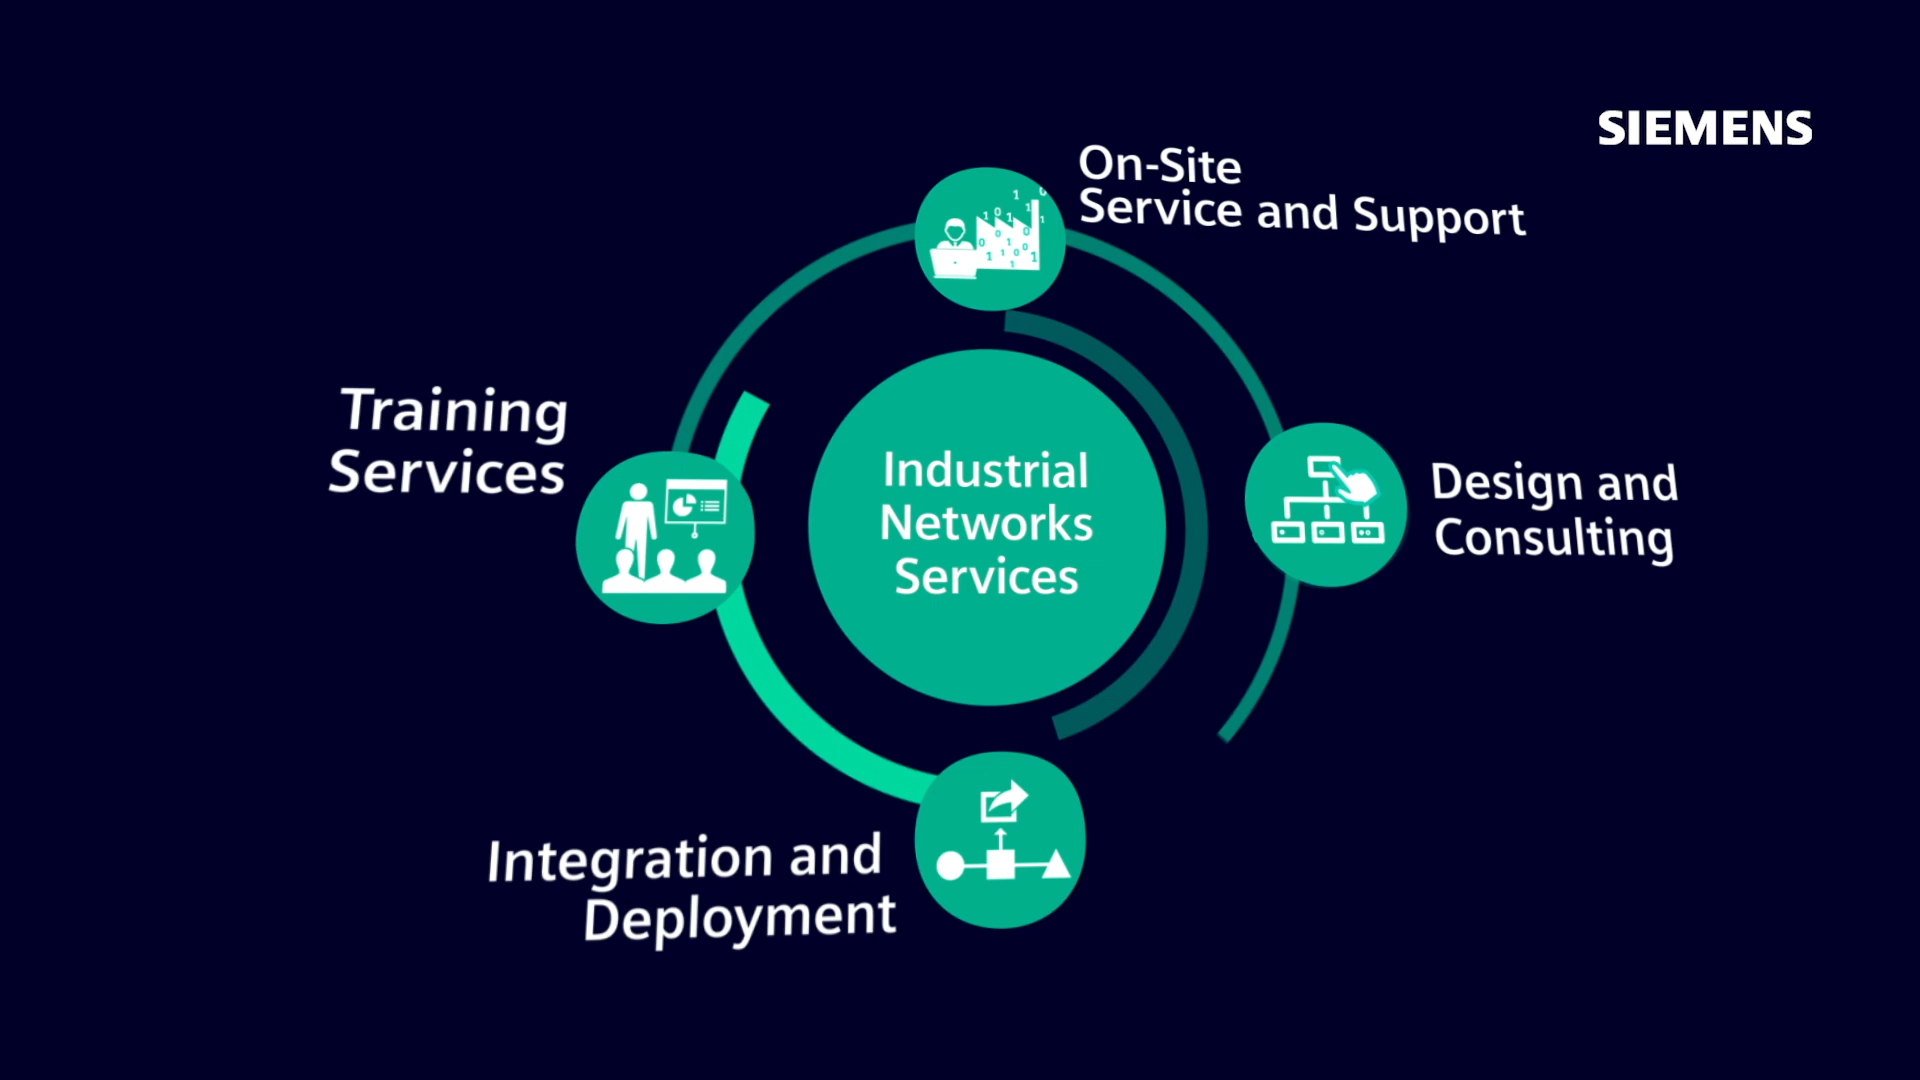 SIEMENS
On-Site
Service and Support
Training
Services
Industrial
Networks
Services
Design and
Consulting
Integration and
Deployment